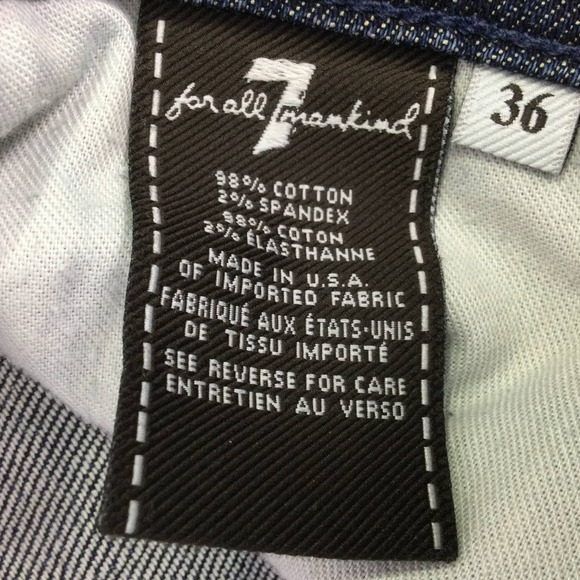 for all 7 mankind
36
98% COTTON
2% SPANDEX
98% COTON
2% ÉLASTHANNE
MADE IN U.S.A.
OF IMPORTED FABRIC
FABRIQUÉ AUX ÉTATS-UNIS
DE TISSU IMPORTÉ
SEE REVERSE FOR CARE
ENTRETIEN AU VERSO